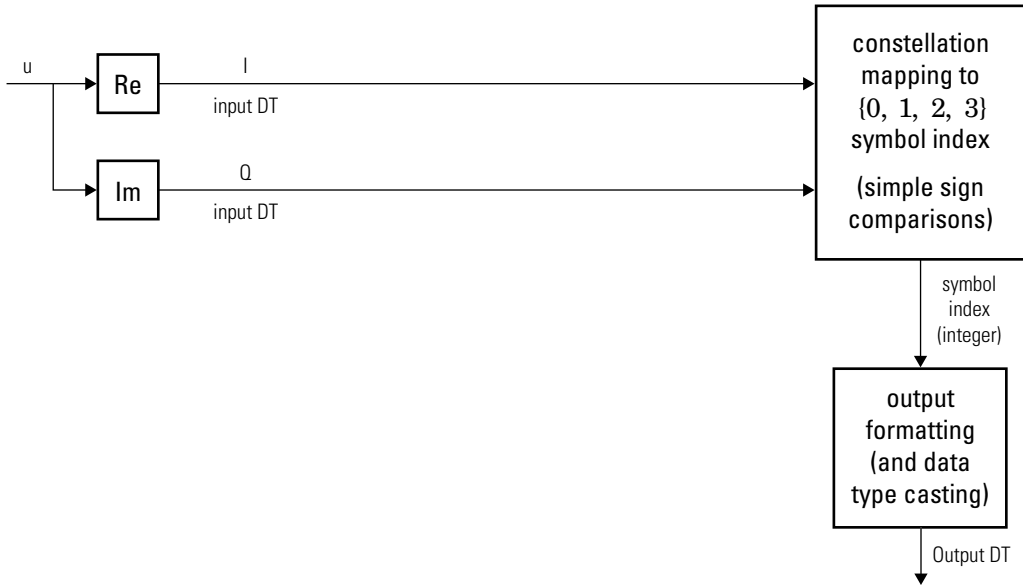 u
Re
I
input DT
Im
Q
input DT
constellation
mapping to
{0, 1, 2, 3}
symbol index
(simple sign
comparisons)
symbol
index
(integer)
output
formatting
(and data
type casting)
Output DT